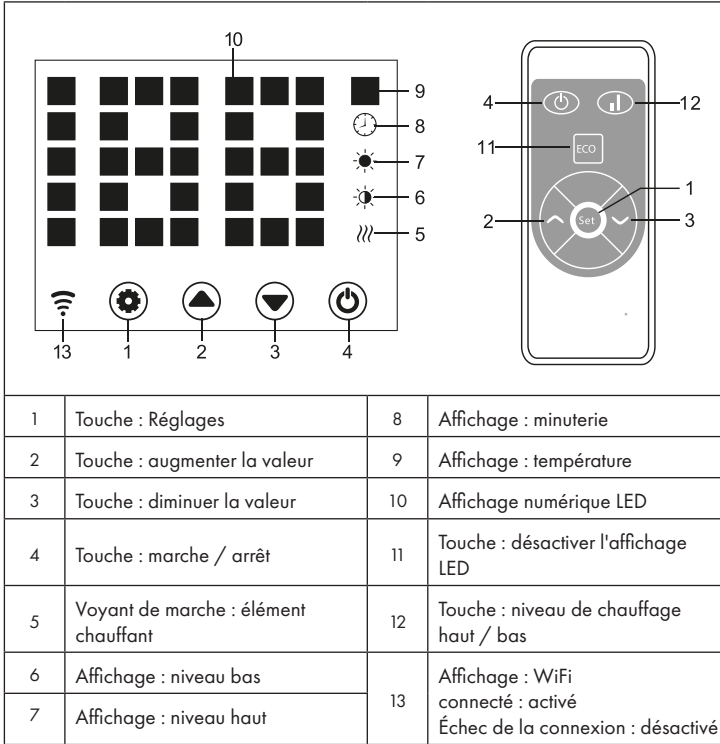 10
9
8
7
6
5
13
1
2
3
4
4
12
11
ECO
1
Set
2
3
1 Touche : Réglages 8 Affichage : minuterie
2 Touche : augmenter la valeur 9 Affichage : température
3 Touche : diminuer la valeur 10 Affichage numérique LED
4 Touche : marche / arrêt 11 Touche : désactiver l'affichage
LED
5 Voyant de marche : élément
chauffant
12 Touche : niveau de chauffage
haut / bas
6 Affichage : niveau bas
7 Affichage : niveau haut
13 Affichage : WiFi
connecté : activé
Échec de la connexion : désactivé